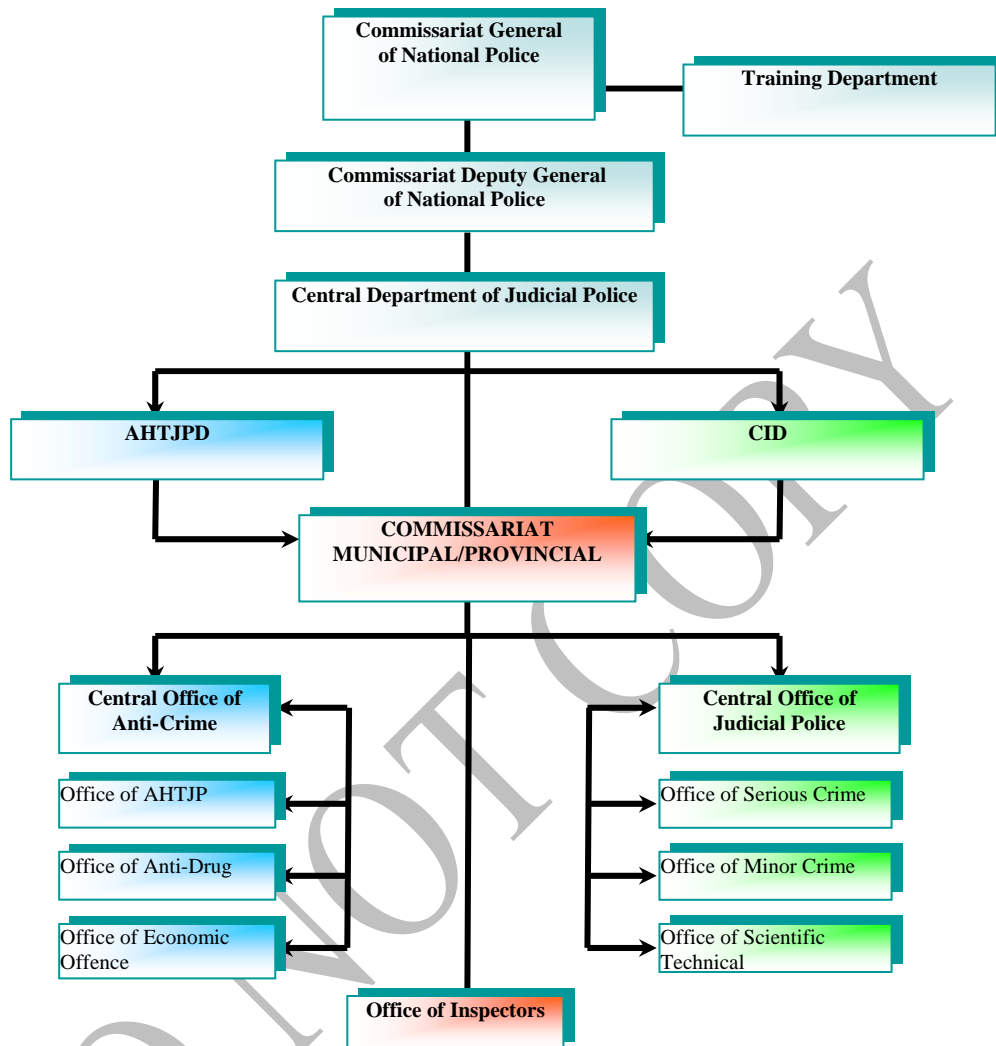 Commissariat General
of National Police
Training Department
Commissariat Deputy General
of National Police
Central Department of Judicial Police
AHTJPD
CID
COMMISSARIAT
MUNICIPAL/PROVINCIAL
Central Office of
Anti-Crime
Central Office of
Judicial Police
Office of AHTJP
Office of Serious Crime
Office of Anti-Drug
Office of Minor Crime
Office of Economic
Offence
Office of Scientific
Technical
Office of Inspectors
O NOT COPY